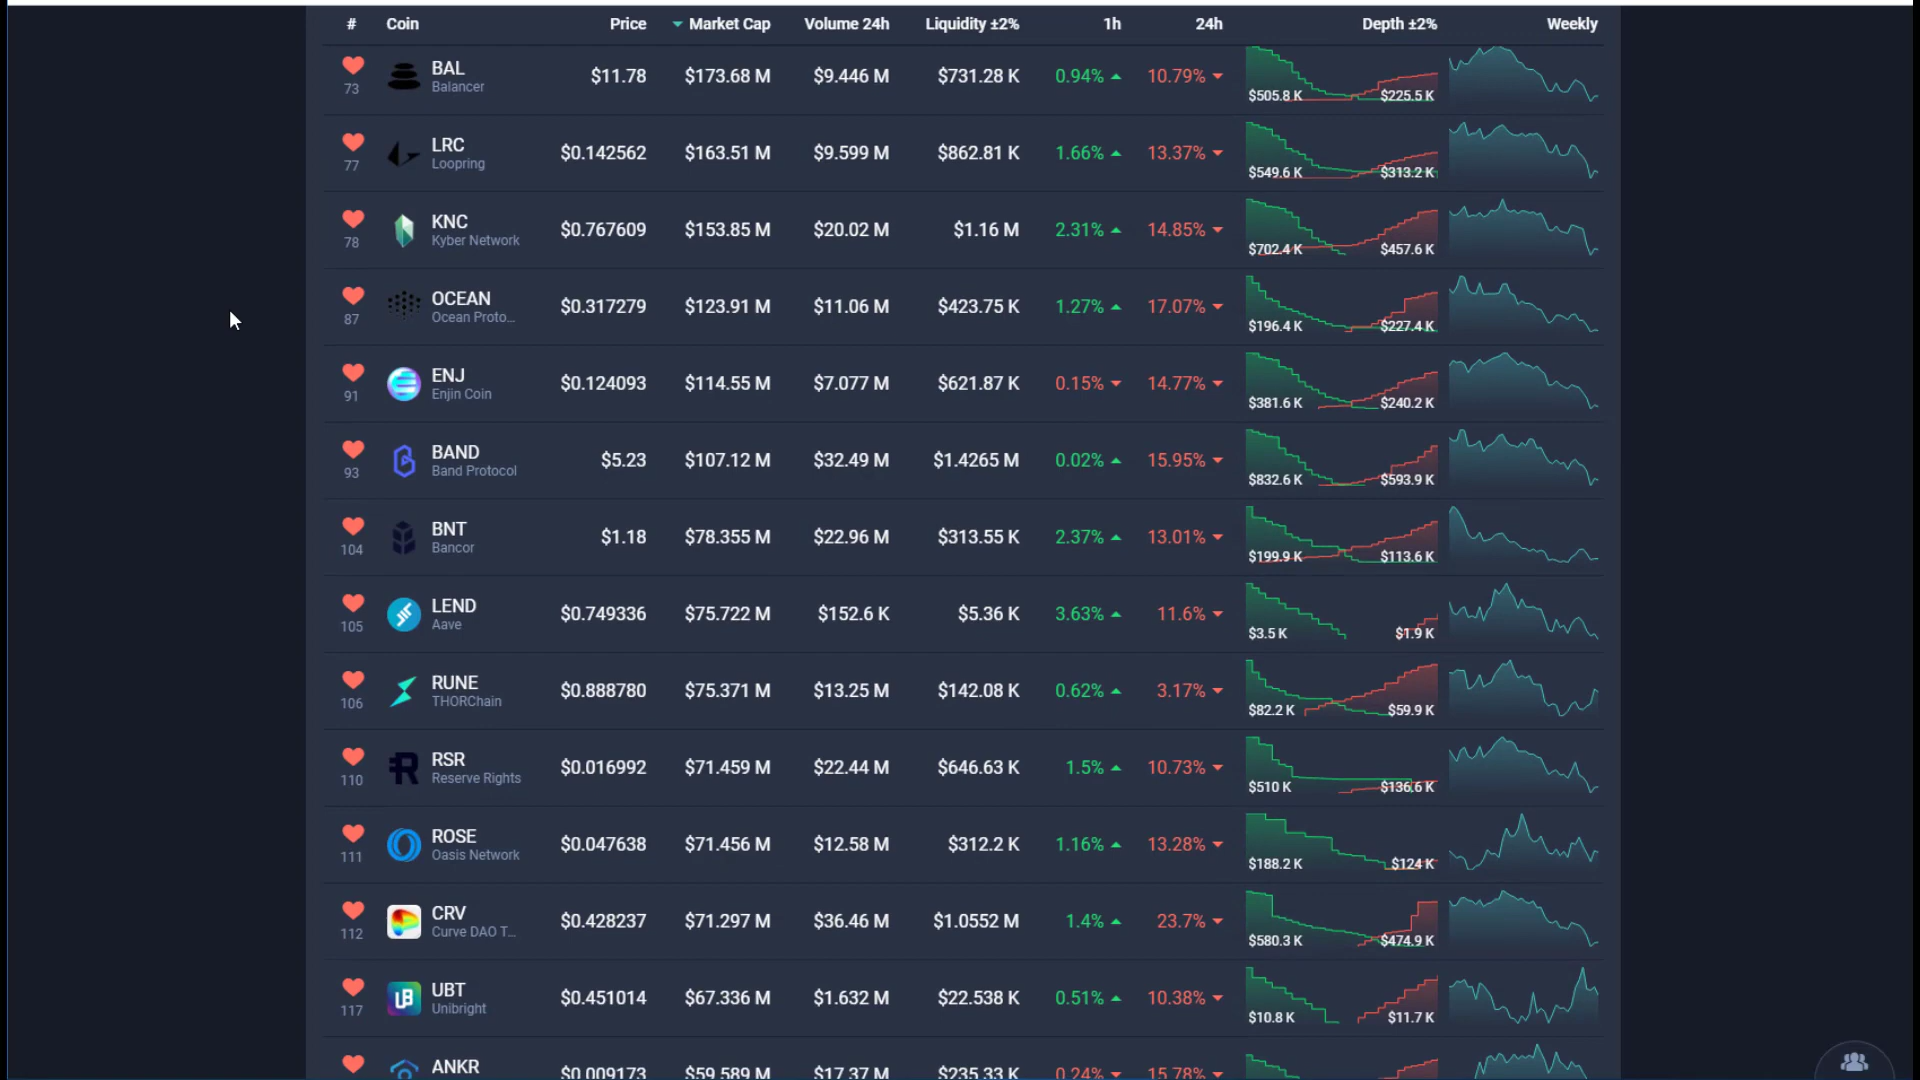 # Coin Price Market Cap Volume 24h Liquidity ±2% 1h 24h Depth ±2% Weekly
73 BAL Balancer $11.78 $173.68 M $9.446 M $731.28 K 0.94% 10.79% $505.8 K $225.5 K
77 LRC Loopring $0.142562 $163.51 M $9.599 M $862.81 K 1.66% 13.37% $549.6 K $313.2 K
78 KNC Kyber Network $0.767609 $153.85 M $20.02 M $1.16 M 2.31% 14.85% $702.4 K $457.6 K
87 OCEAN Ocean Proto... $0.317279 $123.91 M $11.06 M $423.75 K 1.27% 17.07% $196.4 K $227.4 K
91 ENJ Enjin Coin $0.124093 $114.55 M $7.077 M $621.87 K 0.15% 14.77% $381.6 K $240.2 K
93 BAND Band Protocol $5.23 $107.12 M $32.49 M $1.4265 M 0.02% 15.95% $832.6 K $593.9 K
104 BNT Bancor $1.18 $78.355 M $22.96 M $313.55 K 2.37% 13.01% $199.9 K $113.6 K
105 LEND Aave $0.749336 $75.722 M $152.6 K $5.36 K 3.63% 11.6% $3.5 K $1.9 K
106 RUNE THORChain $0.888780 $75.371 M $13.25 M $142.08 K 0.62% 3.17% $82.2 K $59.9 K
110 RSR Reserve Rights $0.016992 $71.459 M $22.44 M $646.63 K 1.5% 10.73% $510 K $136.6 K
111 ROSE Oasis Network $0.047638 $71.456 M $12.58 M $312.2 K 1.16% 13.28% $188.2 K $124 K
112 CRV Curve DAO T... $0.428237 $71.297 M $36.46 M $1.0552 M 1.4% 23.7% $580.3 K $474.9 K
117 UBT Unibright $0.451014 $67.336 M $1.632 M $22.538 K 0.51% 10.38% $10.8 K $11.7 K
ANKR $0.009173 $59.589 M $17.37 M $235.33 K 0.24% 15.78%